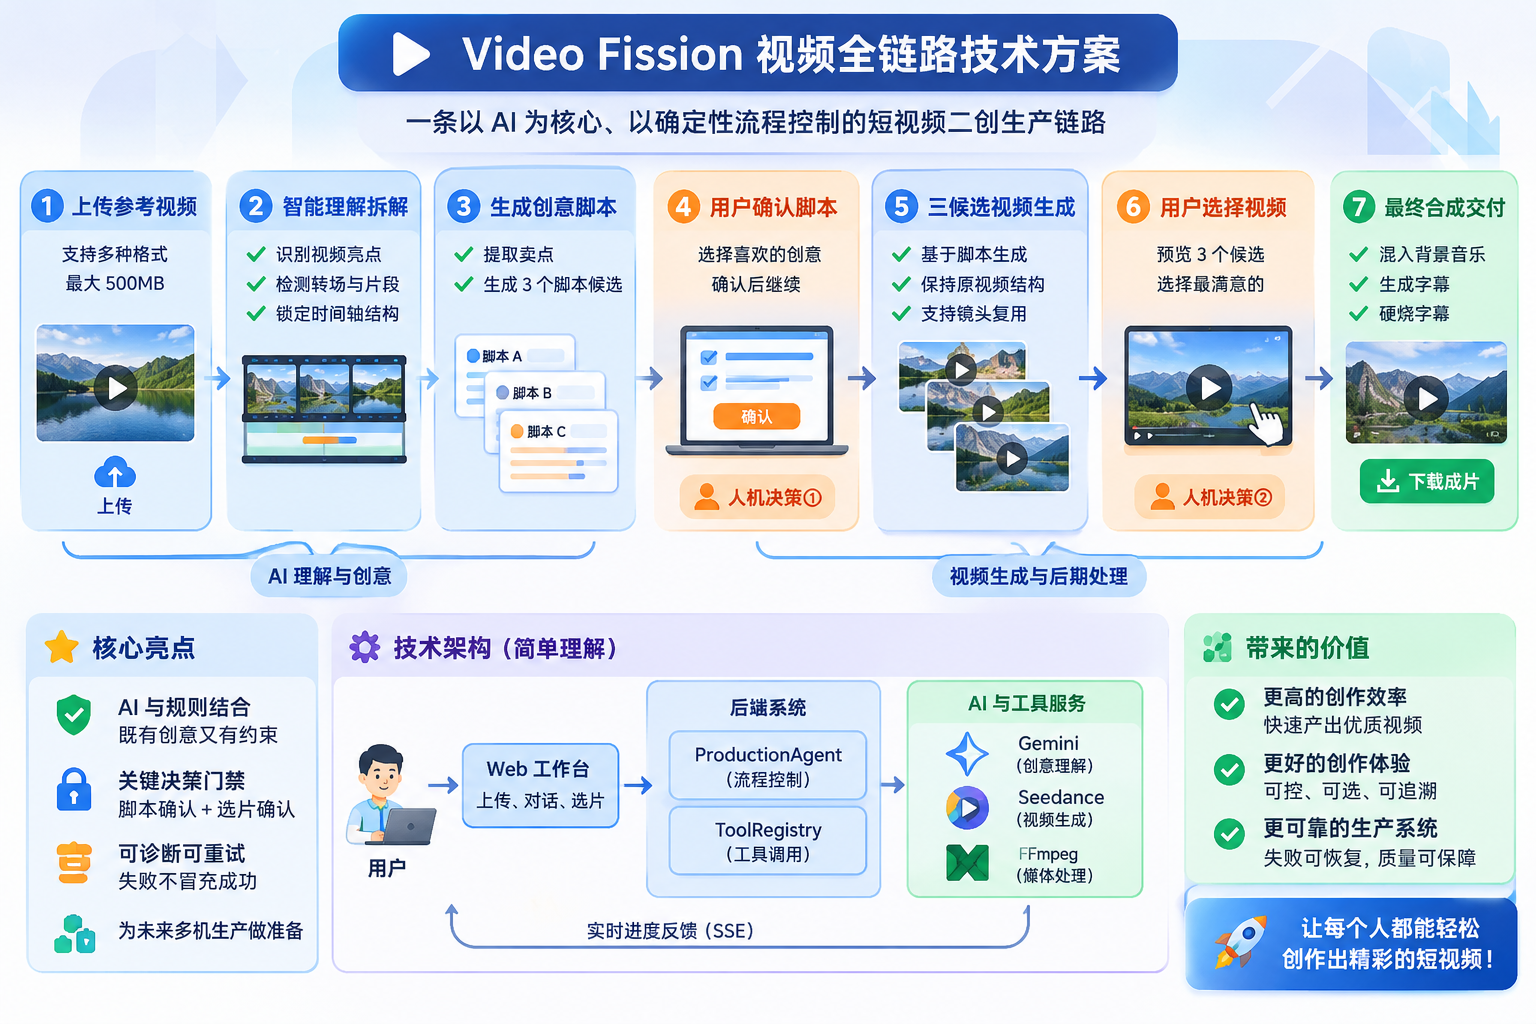 Video Fission 视频全链路技术方案
一条以 AI 为核心、以确定性流程控制的短视频二创生产链路
1 上传参考视频
支持多种格式
最大 500MB
上传
2 智能理解拆解
识别视频亮点
检测转场与片段
锁定时间轴结构
3 生成创意脚本
提取卖点
生成 3 个脚本候选
脚本 A
脚本 B
脚本 C
4 用户确认脚本
选择喜欢的创意
确认后继续
确认
人机决策①
5 三候选视频生成
基于脚本生成
保持原视频结构
支持镜头复用
6 用户选择视频
预览 3 个候选
选择最满意的
人机决策②
7 最终合成交付
混入背景音乐
生成字幕
硬烧字幕
下载成片
AI 理解与创意
视频生成与后期处理
核心亮点
AI 与规则结合
既有创意又有约束
关键决策门禁
脚本确认 + 选片确认
可诊断可重试
失败不冒充成功
为未来多机生产做准备
技术架构（简单理解）
用户
Web 工作台
上传、对话、选片
后端系统
ProductionAgent
（流程控制）
ToolRegistry
（工具调用）
AI 与工具服务
Gemini
（创意理解）
Seedance
（视频生成）
FFmpeg
（媒体处理）
实时进度反馈（SSE）
带来的价值
更高的创作效率
快速产出优质视频
更好的创作体验
可控、可选、可追溯
更可靠的生产系统
失败可恢复，质量可保障
让每个人都能轻松
创作出精彩的短视频！